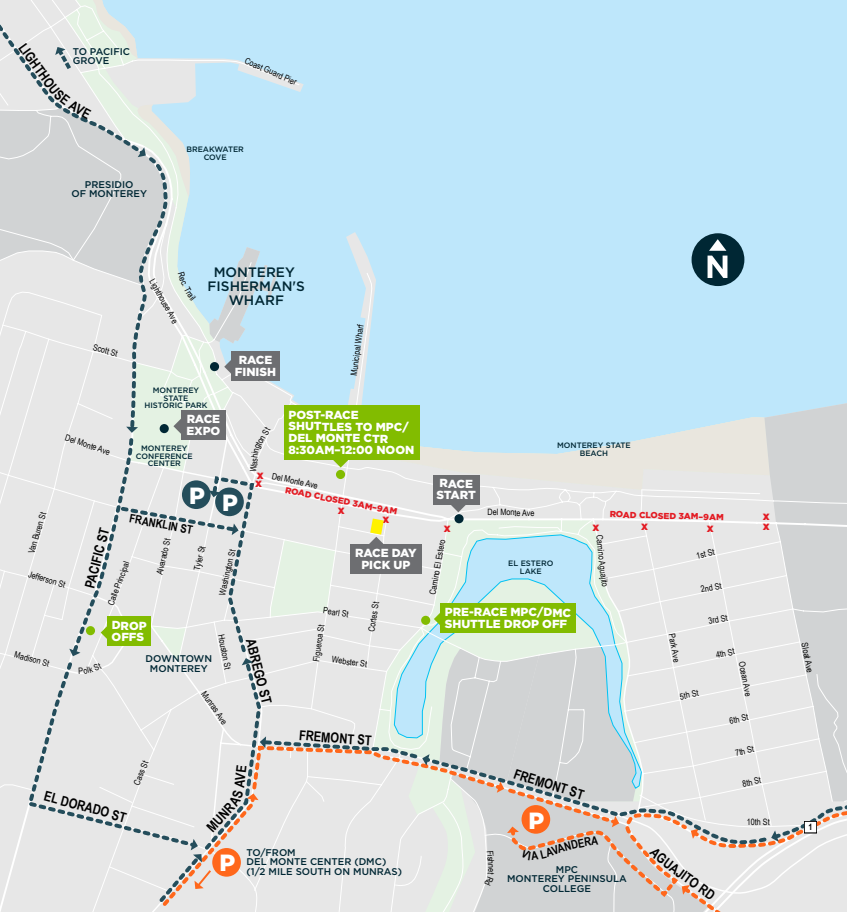 TO PACIFIC
GROVE
LIGHTHOUSE AVE
Coast Guard Pier
BREAKWATER
COVE
PRESIDIO
OF MONTEREY
N
MONTEREY
FISHERMAN'S
WHARF
Rec. Trail
Lighthouse Ave
Municipal Wharf
Scott St
RACE
FINISH
MONTEREY
STATE
HISTORIC PARK
RACE
EXPO
MONTEREY
CONFERENCE
CENTER
Del Monte Ave
Washington St
POST-RACE
SHUTTLES TO MPC/
DEL MONTE CTR
8:30AM–12:00 NOON
MONTEREY STATE
BEACH
P
P
X
X
Del Monte Ave
ROAD CLOSED 3AM–9AM
X
X
RACE
START
Del Monte Ave
ROAD CLOSED 3AM–9AM
X
X
X
X
X
X
FRANKLIN ST
RACE DAY
PICK UP
Van Buren St
PACIFIC ST
Calle Principal
Alvarado St
Tyler St
Washington St
Camino El Estero
EL ESTERO
LAKE
Camino Aguajito
1st St
2nd St
3rd St
4th St
5th St
6th St
7th St
8th St
10th St
Park Ave
Ocean Ave
Sloat Ave
Jefferson St
Pearl St
Cortes St
Figueroa St
Webster St
PRE-RACE MPC/DMC
SHUTTLE DROP OFF
DROP
OFFS
Madison St
Polk St
DOWNTOWN
MONTEREY
Houston St
ABREGO ST
Munras Ave
Cass St
FREMONT ST
FREMONT ST
EL DORADO ST
MUNRAS AVE
P
TO/FROM
DEL MONTE CENTER (DMC)
(1/2 MILE SOUTH ON MUNRAS)
P
VIA LAVANDERA
Fishnet Rd
MPC
MONTEREY PENINSULA
COLLEGE
AGUAJITO RD
1